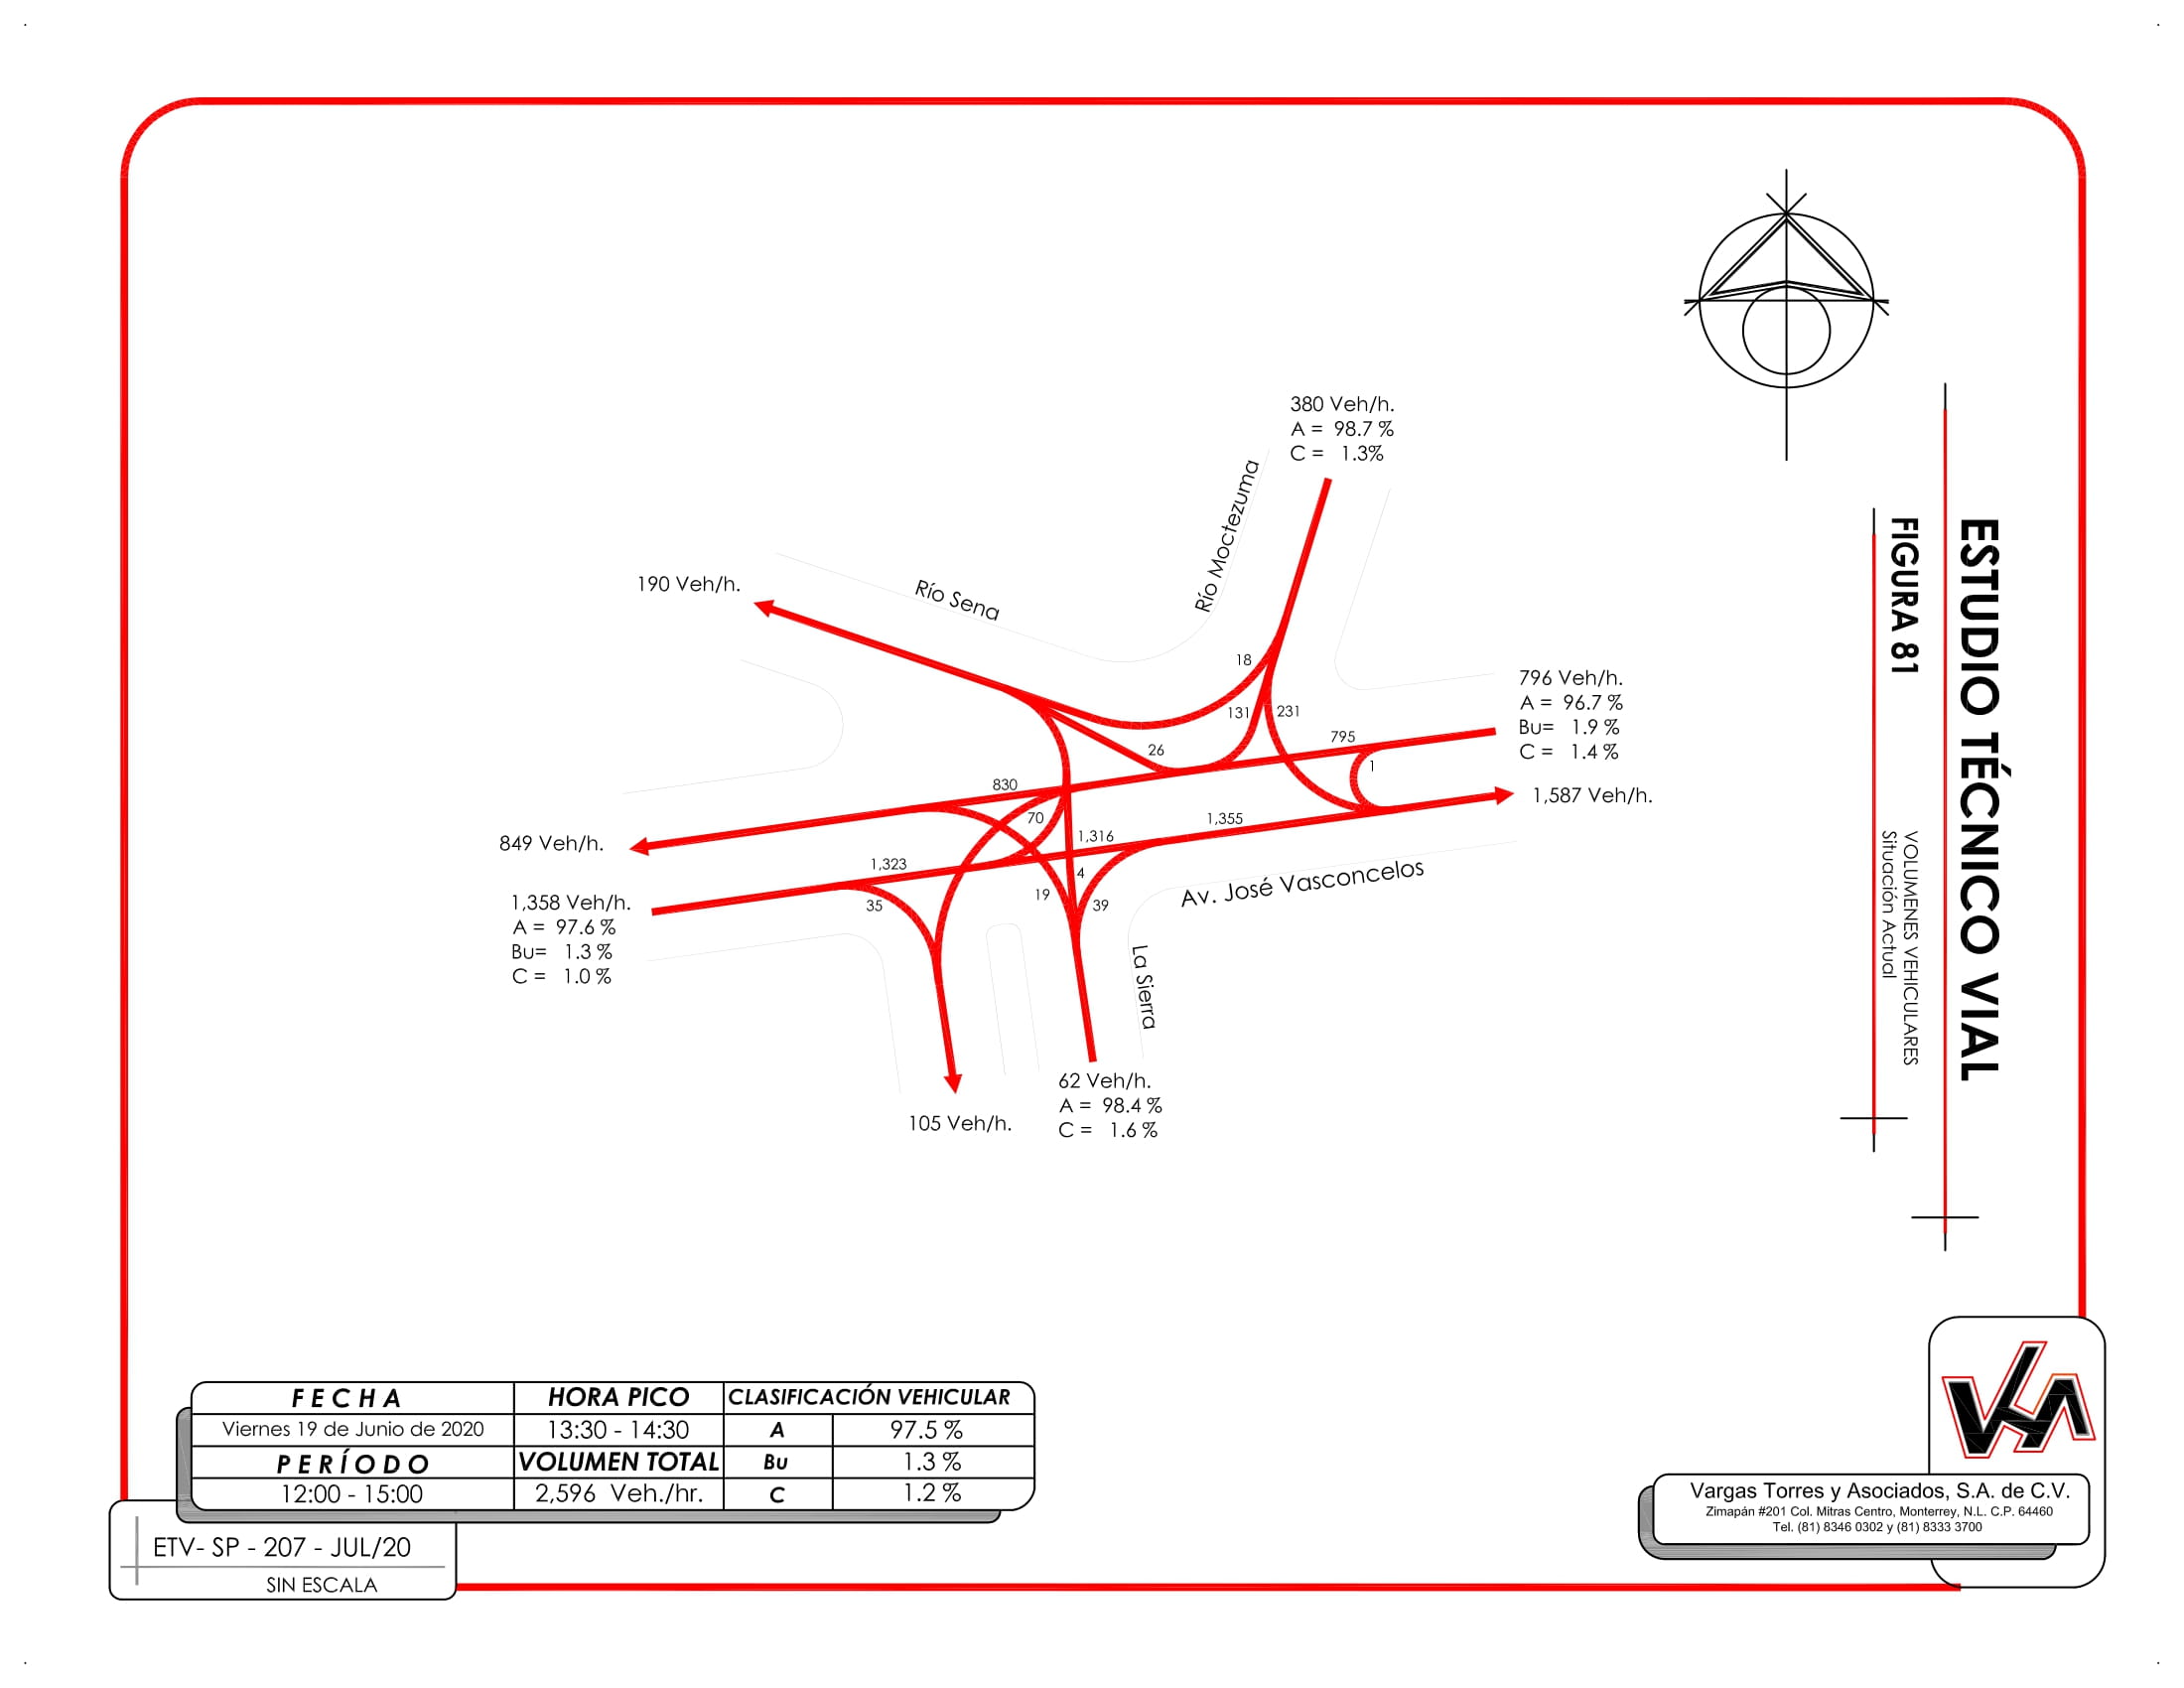 380 Veh/h.
A = 98.7 %
C = 1.3%
Río Moctezuma
190 Veh/h.
Río Sena
18
131
231
796 Veh/h.
A = 96.7 %
Bu= 1.9 %
C = 1.4 %
795
1
26
830
1,587 Veh/h.
70
1,355
849 Veh/h.
1,316
1,323
4
1,358 Veh/h.
A = 97.6 %
Bu= 1.3 %
C = 1.0 %
35
19
39
Av. José Vasconcelos
La Sierra
62 Veh/h.
A = 98.4 %
C = 1.6 %
105 Veh/h.
ESTUDIO TÉCNICO VIAL
FIGURA 81
VOLUMENES VEHICULARES
Situación Actual
FECHA HORA PICO CLASIFICACIÓN VEHICULAR
Viernes 19 de Junio de 2020 13:30 - 14:30 A 97.5 %
PERÍODO VOLUMEN TOTAL Bu 1.3 %
12:00 - 15:00 2,596 Veh./hr. C 1.2 %
ETV- SP - 207 - JUL/20
SIN ESCALA
VTA
Vargas Torres y Asociados, S.A. de C.V.
Zimapán #201 Col. Mitras Centro, Monterrey, N.L. C.P. 64460
Tel. (81) 8346 0302 y (81) 8333 3700